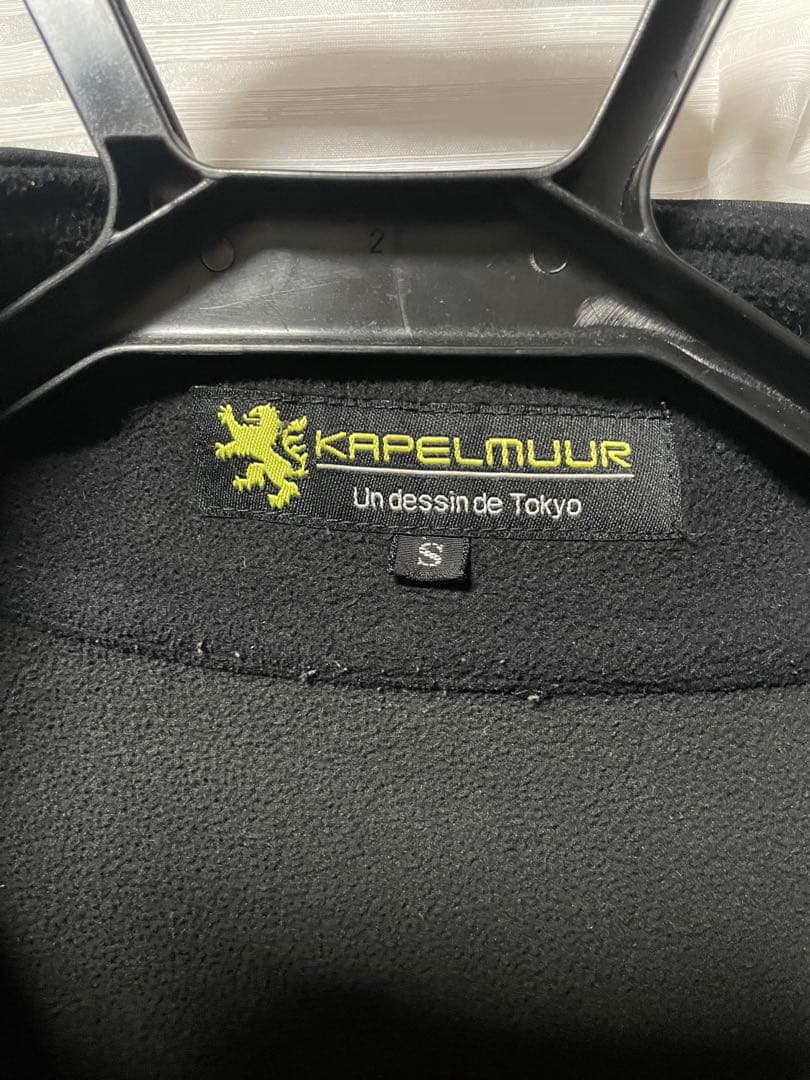 2
KAPELMUUR
Un dessin de Tokyo
S